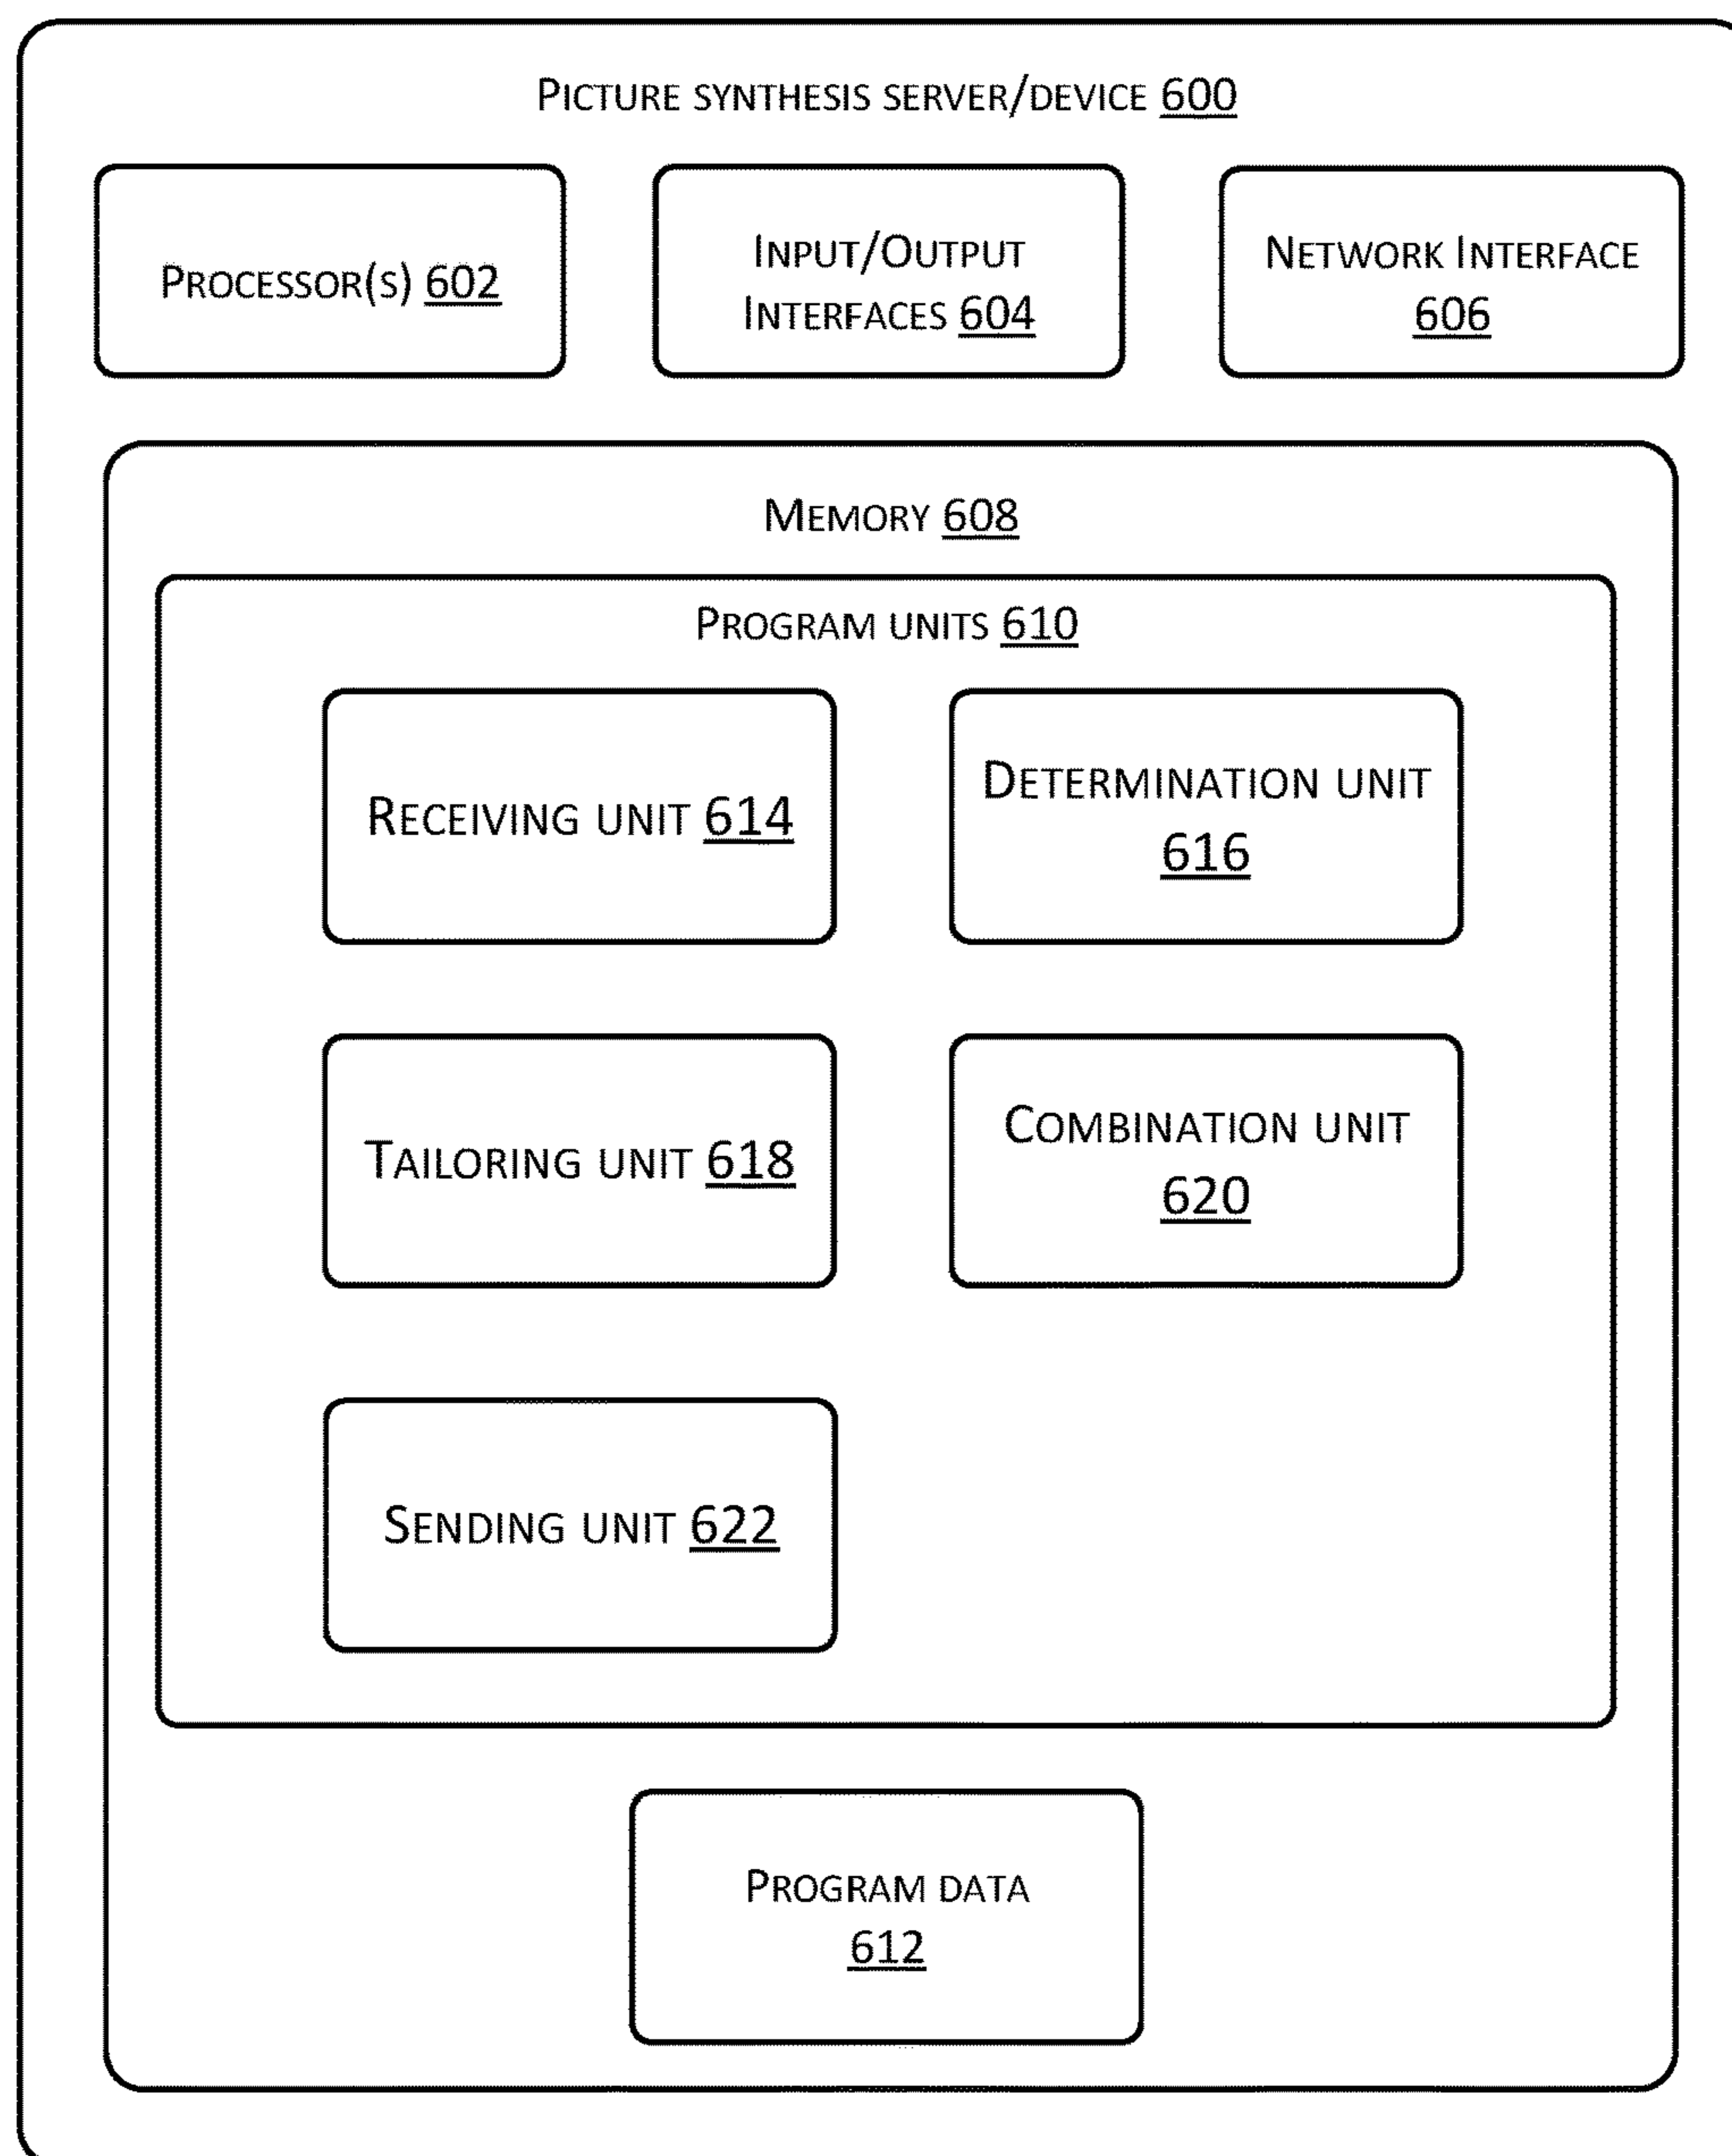 Picture synthesis server/device 600
Processor(s) 602
Input/Output
Interfaces 604
Network Interface
606
Memory 608
Program units 610
Receiving unit 614
Determination unit
616
Tailoring unit 618
Combination unit
620
Sending unit 622
Program data
612